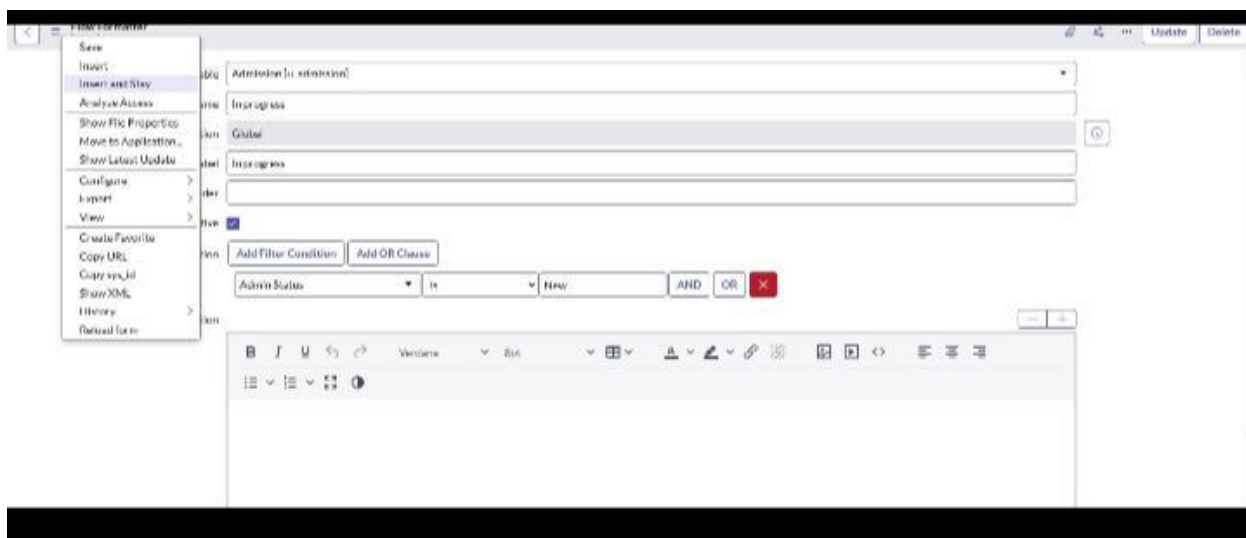 Flow Formatter
Update
Delete
Save
Insert
Insert and Stay
Analyze Access
Show File Properties
Move to Application...
Show Latest Update
Configure
Export
View
Create Favorite
Copy URL
Copy sys_id
Show XML
History
Reload form
Admission [u_admission]
Inprogress
Global
Inprogress
Add Filter Condition
Add OR Clause
Admin Status
is
New
AND
OR
B I U
Verdana
8pt
A